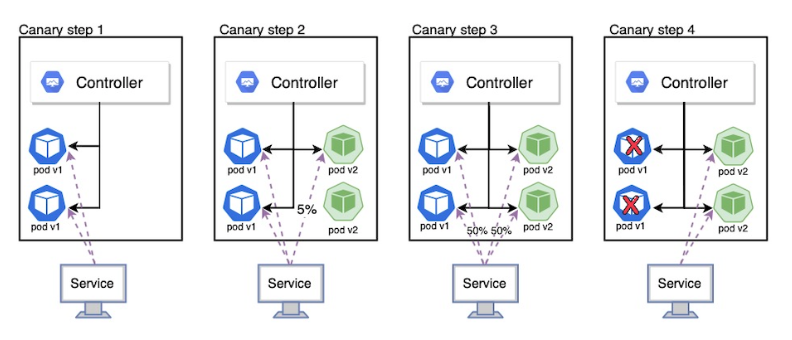 Canary step 1
Controller
pod v1
pod v1
Service
Canary step 2
Controller
pod v1
pod v2
pod v1
5%
pod v2
Service
Canary step 3
Controller
pod v1
pod v2
pod v1
pod v2
50% 50%
Service
Canary step 4
Controller
pod v1
pod v2
pod v1
pod v2
Service